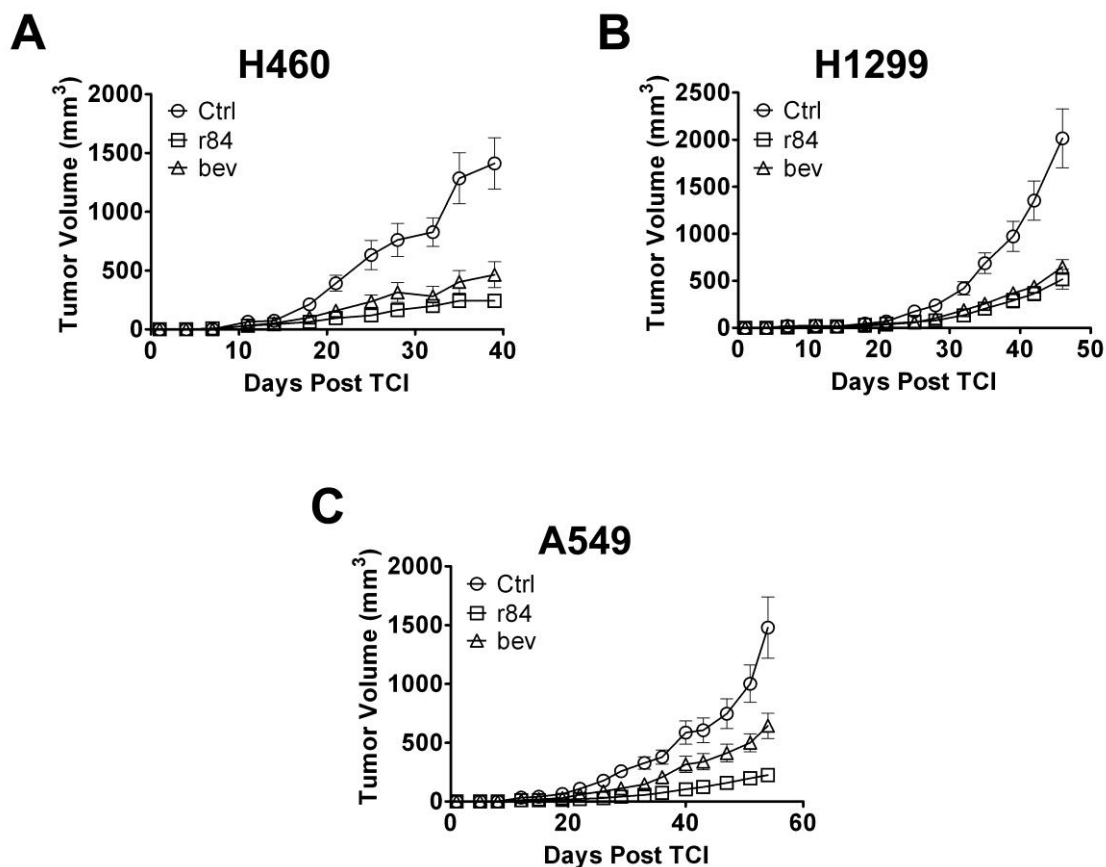 A
H460
Tumor Volume (mm³)
2000
1500
1000
500
0
Ctrl
r84
bev
0 10 20 30 40
Days Post TCI
B
H1299
Tumor Volume (mm³)
2500
2000
1500
1000
500
0
Ctrl
r84
bev
0 10 20 30 40 50
Days Post TCI
C
A549
Tumor Volume (mm³)
2000
1500
1000
500
0
Ctrl
r84
bev
0 20 40 60
Days Post TCI